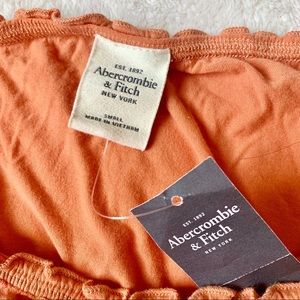 EST. 1892
Abercrombie
& Fitch
NEW YORK
SMALL
MADE IN VIETNAM
EST. 1892
Abercrombie
& Fitch
NEW YORK